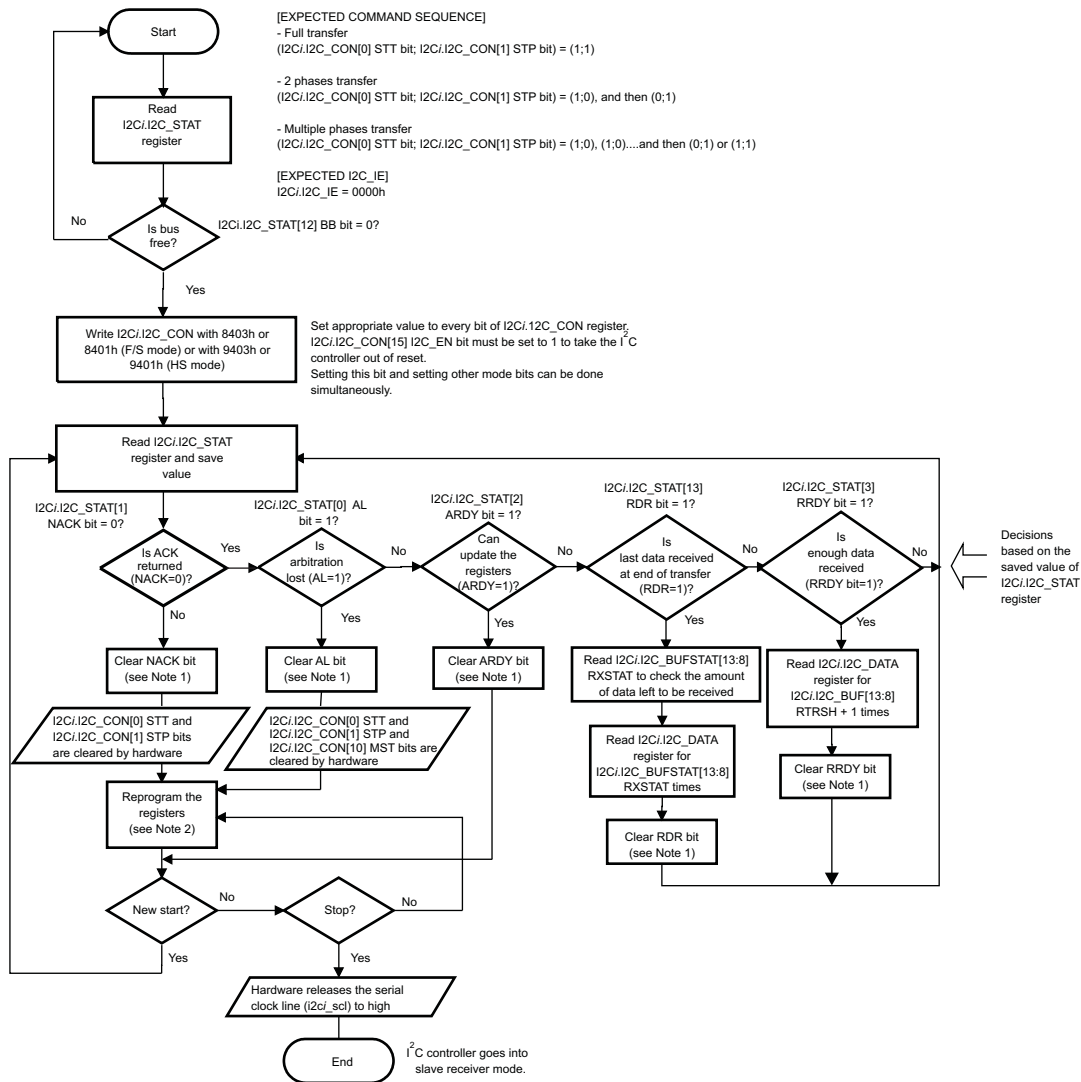 Start
[EXPECTED COMMAND SEQUENCE]
- Full transfer
(I2Ci.I2C_CON[0] STT bit; I2Ci.I2C_CON[1] STP bit) = (1;1)
- 2 phases transfer
(I2Ci.I2C_CON[0] STT bit; I2Ci.I2C_CON[1] STP bit) = (1;0), and then (0;1)
- Multiple phases transfer
(I2Ci.I2C_CON[0] STT bit; I2Ci.I2C_CON[1] STP bit) = (1;0), (1;0)....and then (0;1) or (1;1)
[EXPECTED I2C_IE]
I2Ci.I2C_IE = 0000h
Read
I2Ci.I2C_STAT
register
No
Is bus
free?
I2Ci.I2C_STAT[12] BB bit = 0?
Yes
Write I2Ci.I2C_CON with 8403h or
8401h (F/S mode) or with 9403h or
9401h (HS mode)
Set appropriate value to every bit of I2Ci.12C_CON register.
I2Ci.I2C_CON[15] I2C_EN bit must be set to 1 to take the I2C
controller out of reset.
Setting this bit and setting other mode bits can be done
simultaneously.
Read I2Ci.I2C_STAT
register and save
value
I2Ci.I2C_STAT[1]
NACK bit = 0?
Is ACK
returned
(NACK=0)?
Yes
No
I2Ci.I2C_STAT[0] AL
bit = 1?
Is
arbitration
lost (AL=1)?
No
Yes
I2Ci.I2C_STAT[2]
ARDY bit = 1?
Can
update the
registers
(ARDY=1)?
No
Yes
I2Ci.I2C_STAT[13]
RDR bit = 1?
Is
last data received
at end of transfer
(RDR=1)?
No
Yes
I2Ci.I2C_STAT[3]
RRDY bit = 1?
Is
enough data
received
(RRDY bit=1)?
No
Yes
Decisions
based on the
saved value of
I2Ci.I2C_STAT
register
Clear NACK bit
(see Note 1)
Clear AL bit
(see Note 1)
Clear ARDY bit
(see Note 1)
Read I2Ci.I2C_BUFSTAT[13:8]
RXSTAT to check the amount
of data left to be received
Read I2Ci.I2C_DATA
register for
I2Ci.I2C_BUF[13:8]
RTRSH + 1 times
I2Ci.I2C_CON[0] STT and
I2Ci.I2C_CON[1] STP bits
are cleared by hardware
I2Ci.I2C_CON[0] STT and
I2Ci.I2C_CON[1] STP and
I2Ci.I2C_CON[10] MST bits are
cleared by hardware
Read I2Ci.I2C_DATA
register for
I2Ci.I2C_BUFSTAT[13:8]
RXSTAT times
Clear RRDY bit
(see Note 1)
Reprogram the
registers
(see Note 2)
Clear RDR bit
(see Note 1)
New start?
No
Yes
Stop?
No
Yes
Hardware releases the serial
clock line (i2ci_scl) to high
End
I2C controller goes into
slave receiver mode.